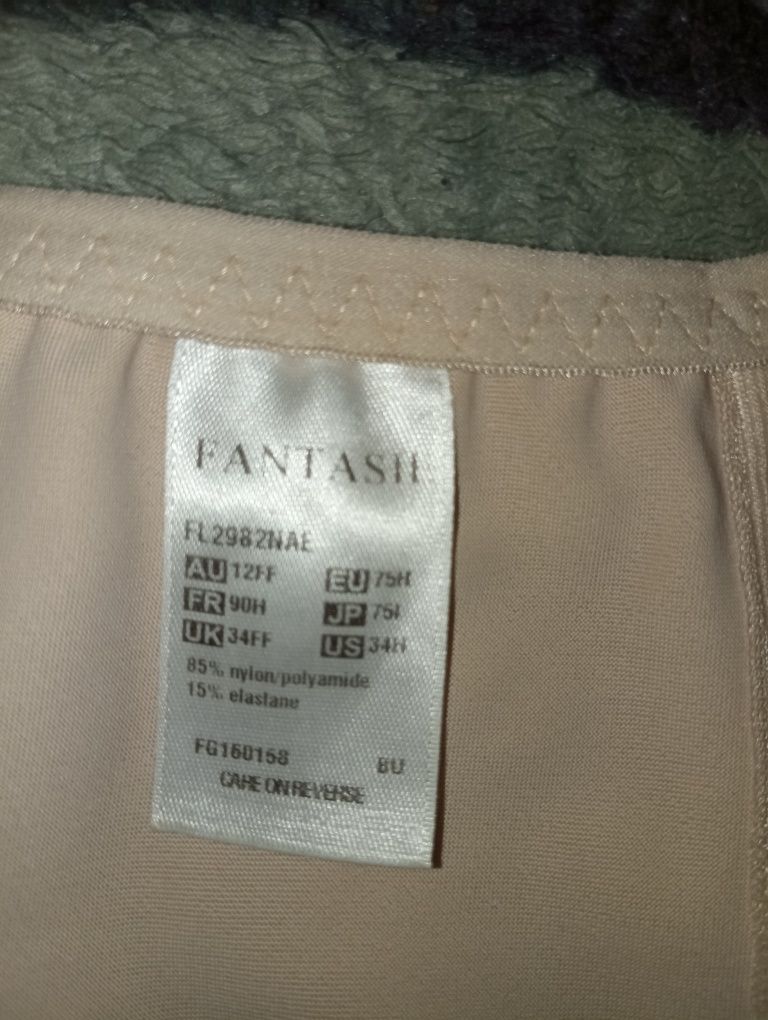 FANTASIE
FL2982NAE
AU 12FF EU 75H
FR 90H JP 75I
UK 34FF US 34H
85% nylon/polyamide
15% elastane
FG160158 BU
CARE ON REVERSE